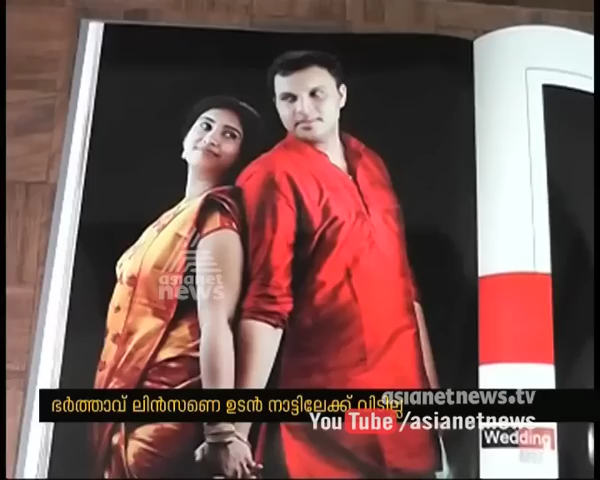 asianet
news
ഭർത്താവ് ലിൻസണെ ഉടൻ നാട്ടിലേക്ക് വിടില്ല
asianetnews.tv
YouTube /asianetnews
Wedding